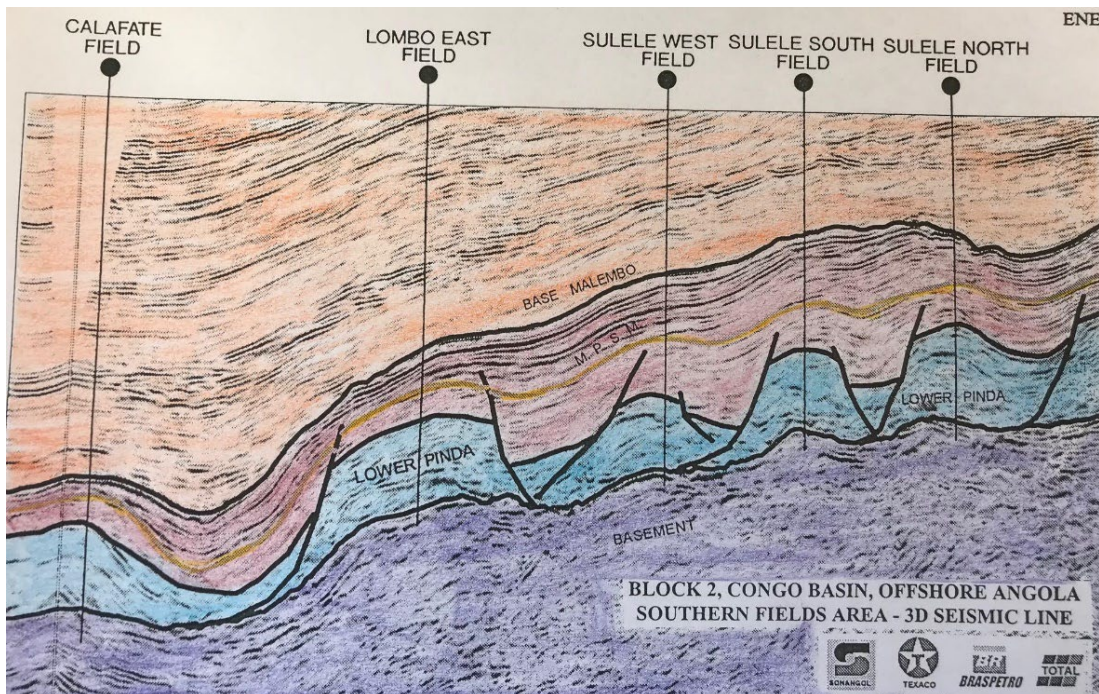 ENE
CALAFATE
FIELD
LOMBO EAST
FIELD
SULELE WEST
FIELD
SULELE SOUTH
FIELD
SULELE NORTH
FIELD
BASE MALEMBO
M. P. S. M.
LOWER PINDA
LOWER PINDA
BASEMENT
BLOCK 2, CONGO BASIN, OFFSHORE ANGOLA
SOUTHERN FIELDS AREA - 3D SEISMIC LINE
SONANGOL
T
TEXACO
BR
BRASPETRO
TOTAL